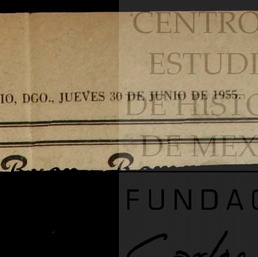 CENTRO
ESTUDI
IO, DGO., JUEVES 30 DE JUNIO DE 1955.
DE HISTO
DE MEX
FUNDAC